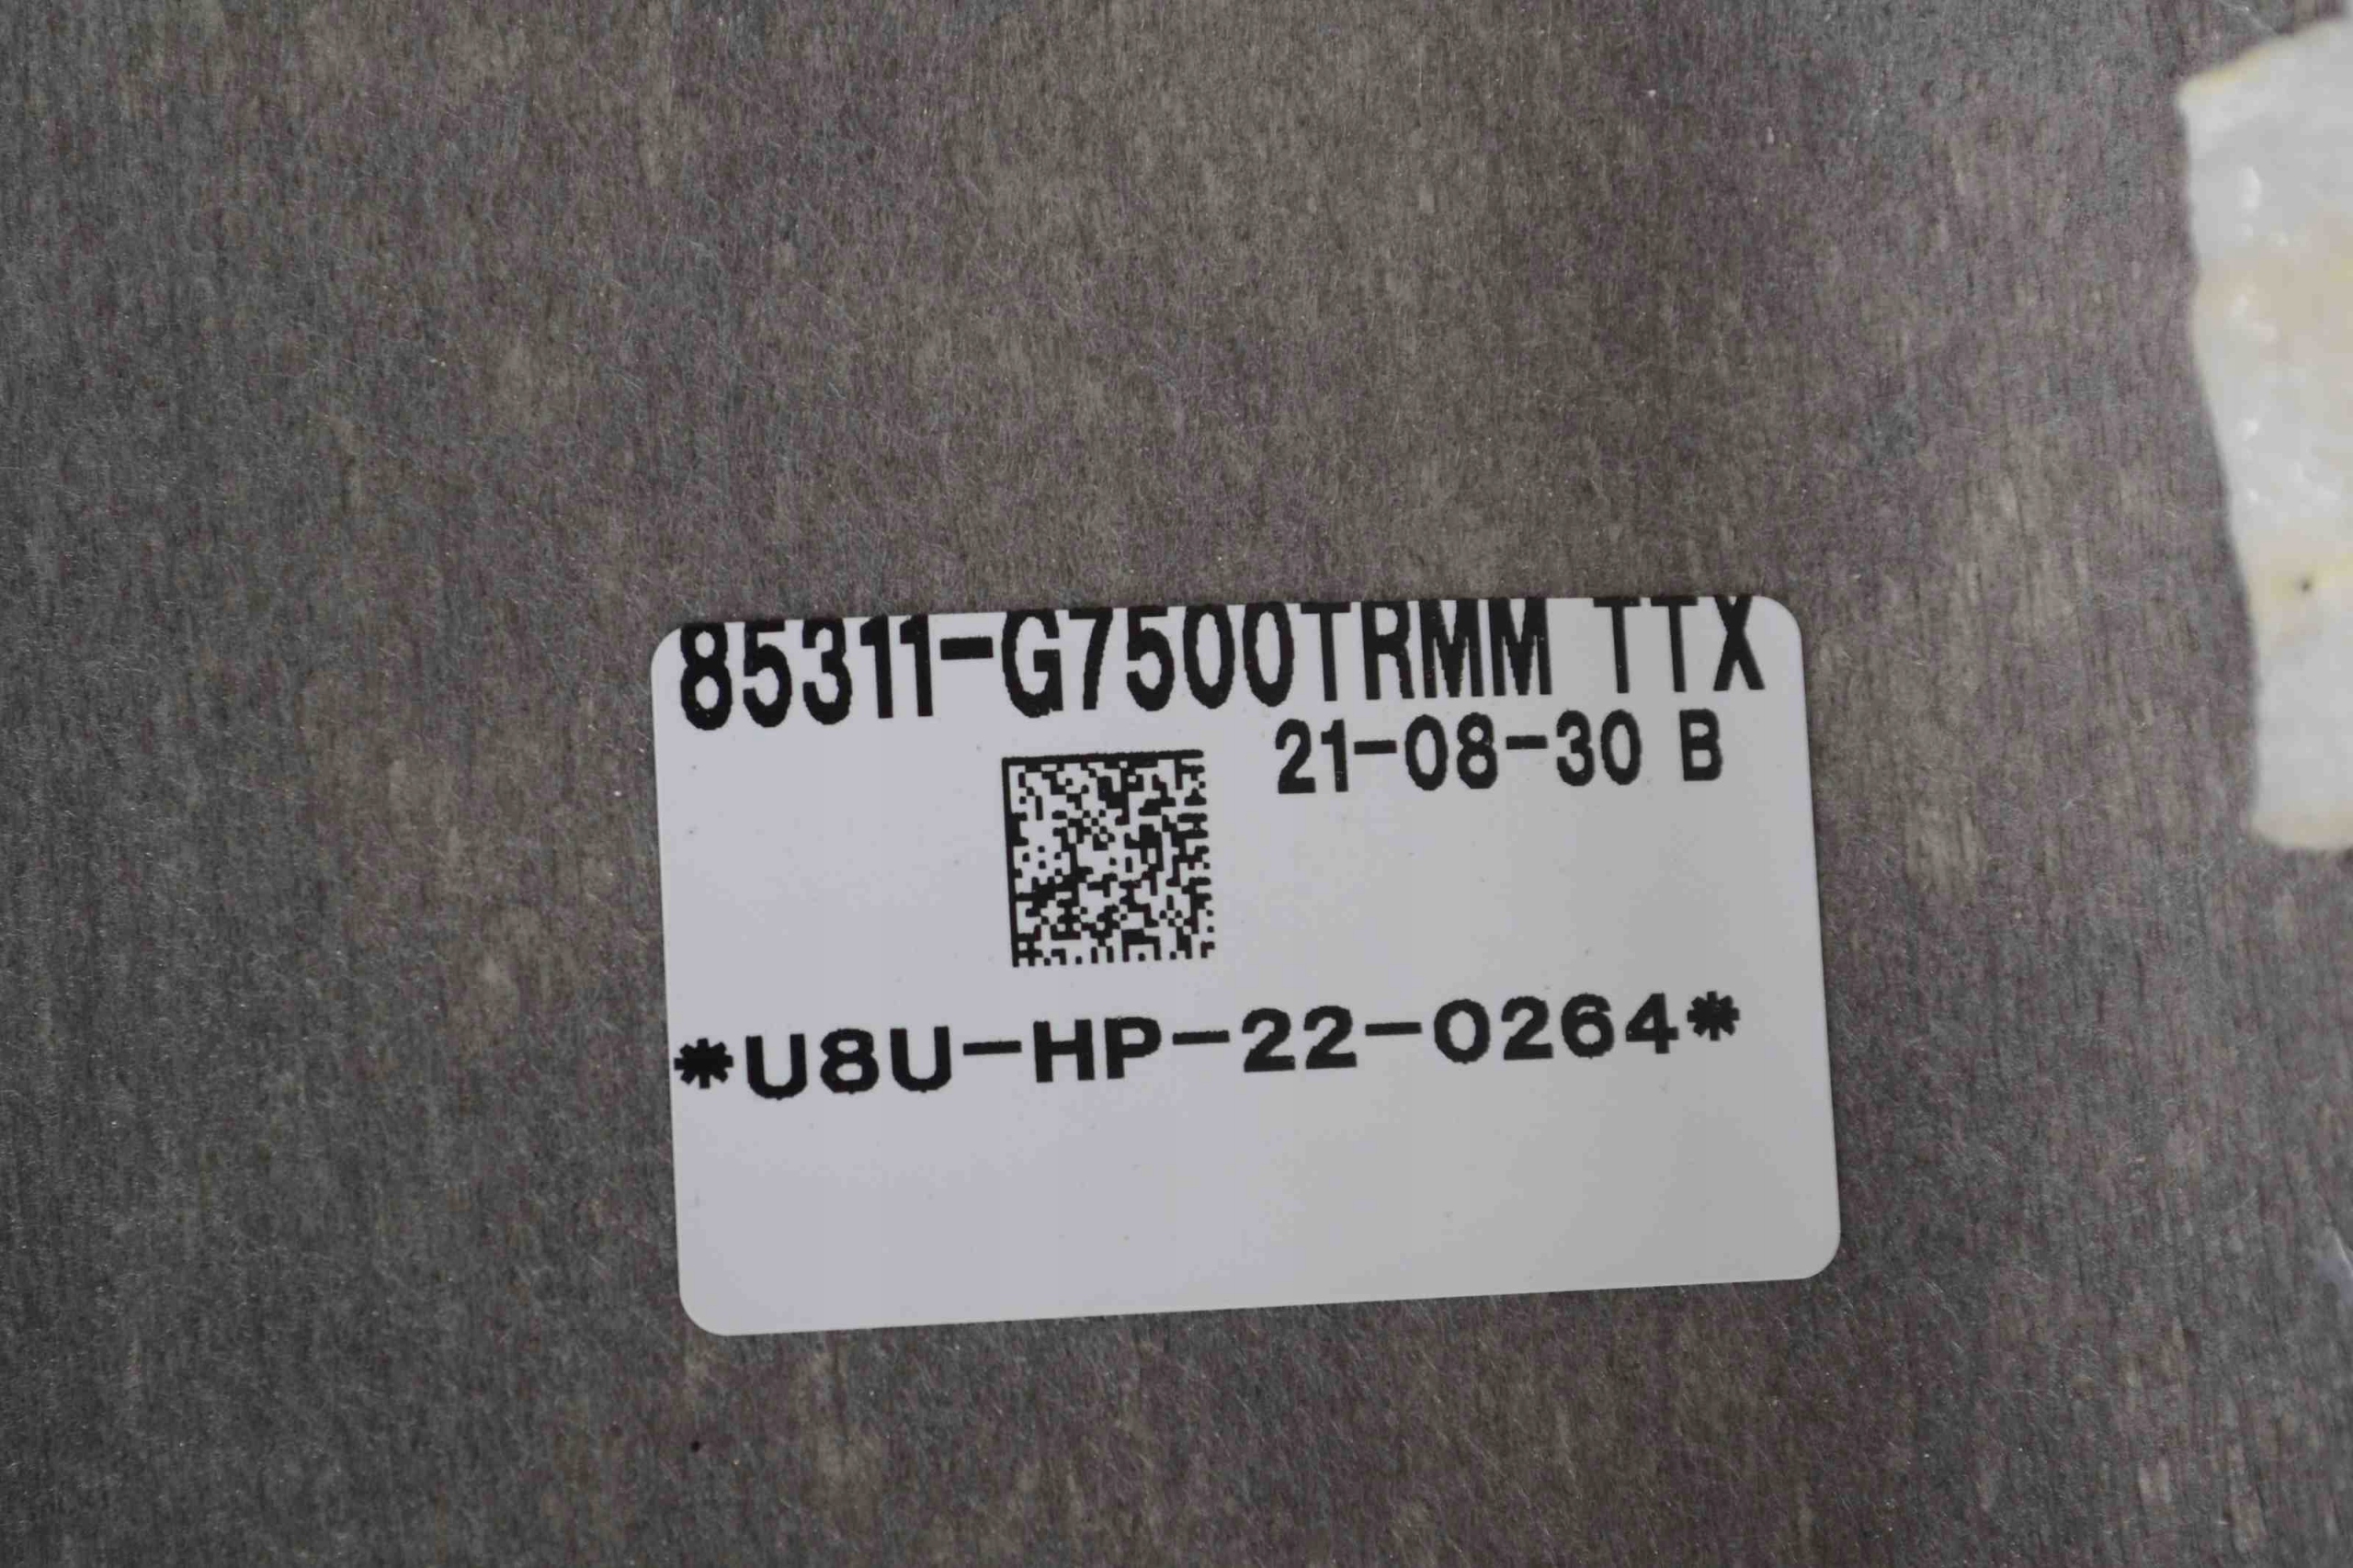 85311-G7500TRMM TTX
21-08-30 B
*U8U-HP-22-0264*